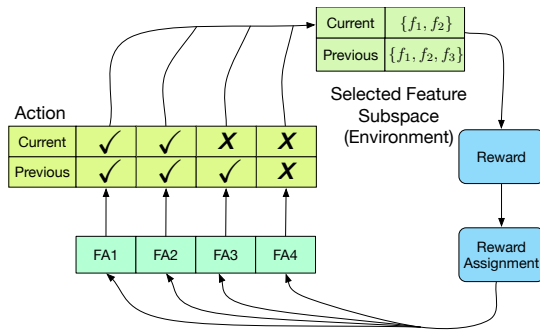 Current {f₁, f₂}
Previous {f₁, f₂, f₃}
Selected Feature
Subspace
(Environment)
Action
Current ✓ ✓ X X
Previous ✓ ✓ ✓ X
Reward
FA1 FA2 FA3 FA4
Reward
Assignment